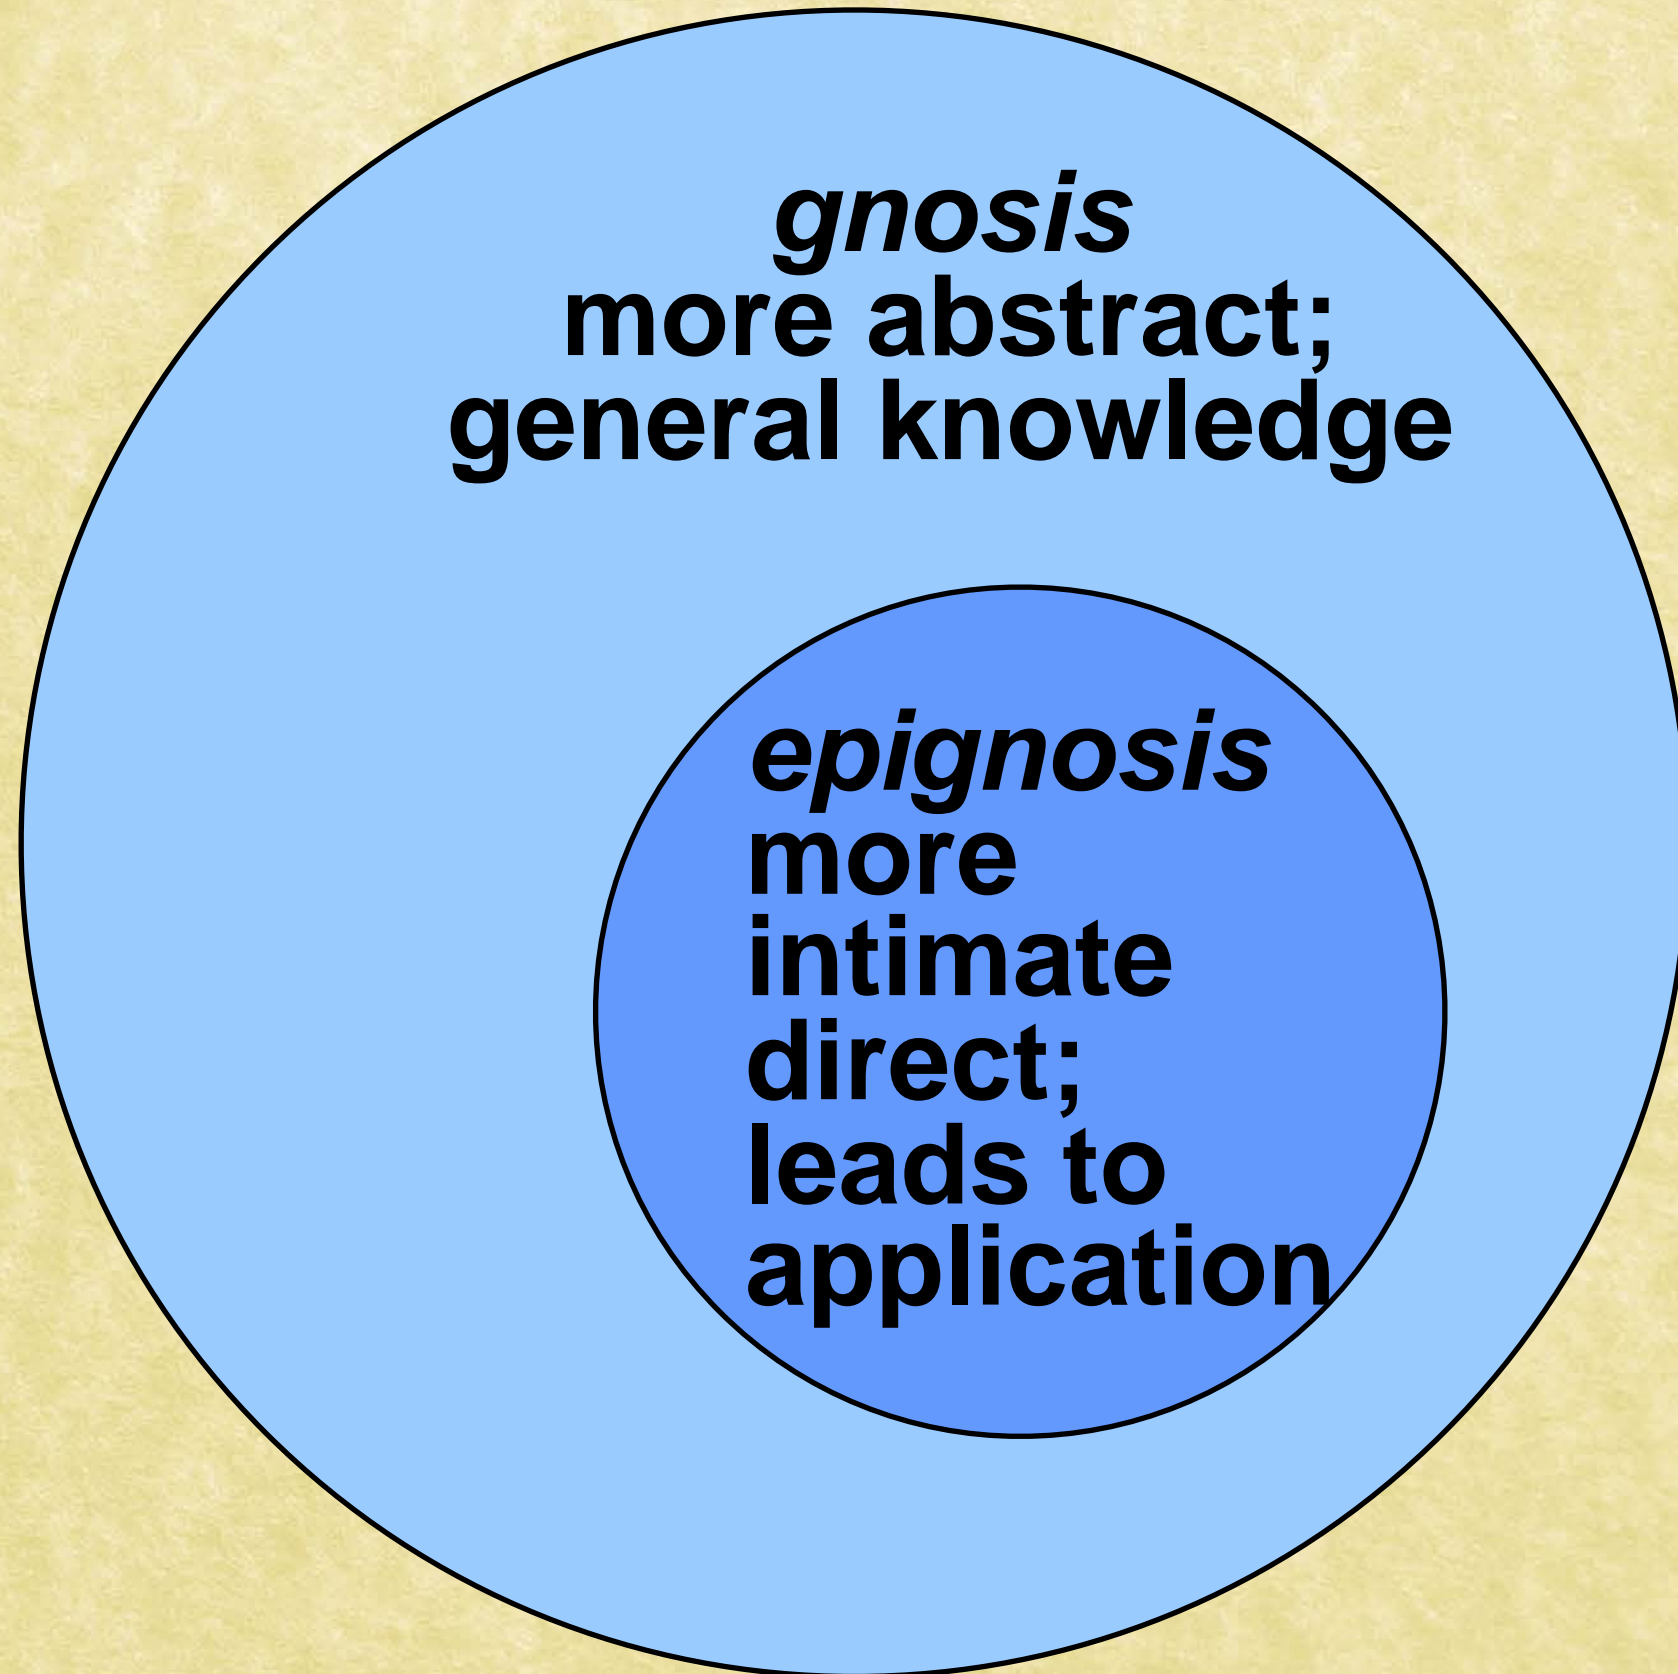 gnosis
more abstract;
general knowledge
epignosis
more
intimate
direct;
leads to
application